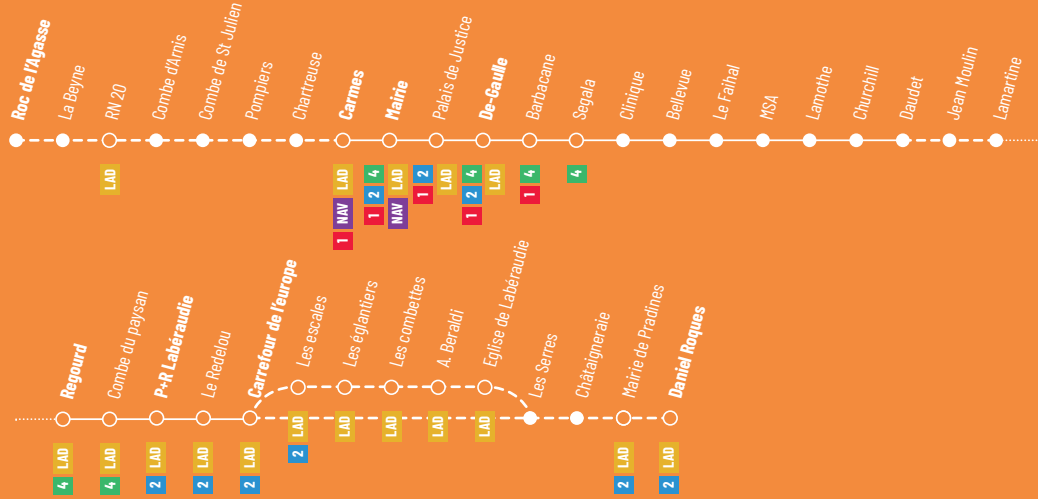 Roc de l'Agasse
La Beyne
RN 20
Combe d'Arnis
Combe de St Julien
Pompiers
Chartreuse
Carmes
Mairie
Palais de Justice
De-Gaulle
Barbacane
Segala
Clinique
Bellevue
Le Faihal
MSA
Lamothe
Churchill
Daudet
Jean Moulin
Lamartine
LAD
1 NAV LAD
1 2 4
NAV LAD
1 2
LAD
1 2 4
LAD
1 4
4
Regourd
Combe du paysan
P+R Labéraudie
Le Redelou
Carrefour de l'europe
Les escales
Les églantiers
Les combettes
A. Beraldi
Eglise de Labéraudie
Les Serres
Châtaigneraie
Mairie de Pradines
Daniel Roques
4 LAD
4 LAD
2 LAD
2 LAD
2 LAD
2 LAD
LAD
LAD
LAD
LAD
2 LAD
2 LAD